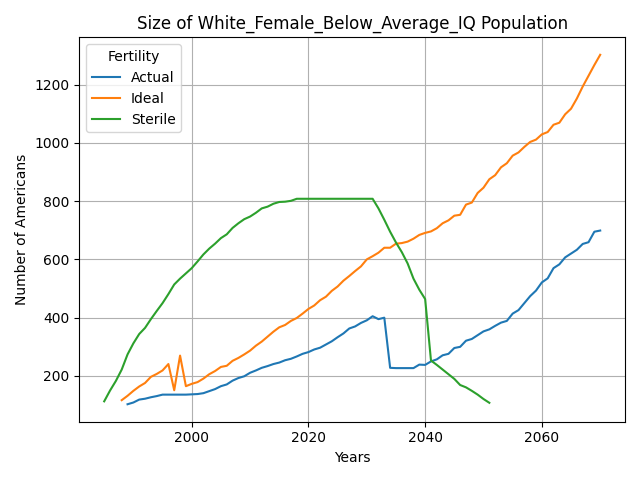 Size of White_Female_Below_Average_IQ Population
Fertility
Actual
Ideal
Sterile
Number of Americans
1200
1000
800
600
400
200
2000
2020
2040
2060
Years